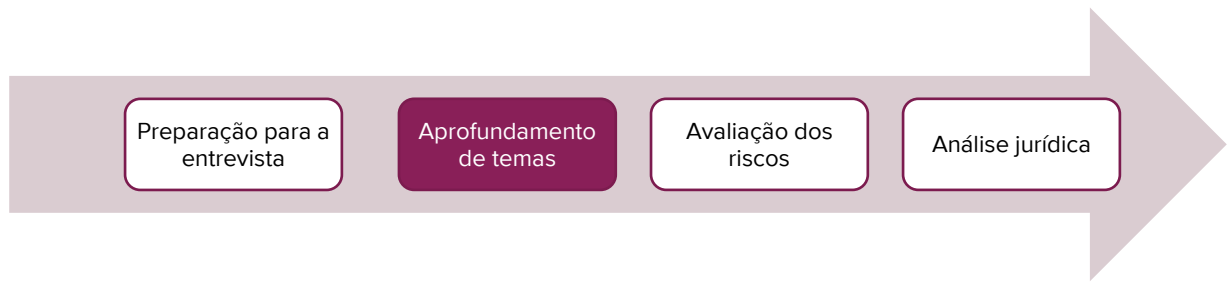 Preparação para a
entrevista
Aprofundamento
de temas
Avaliação dos
riscos
Análise jurídica